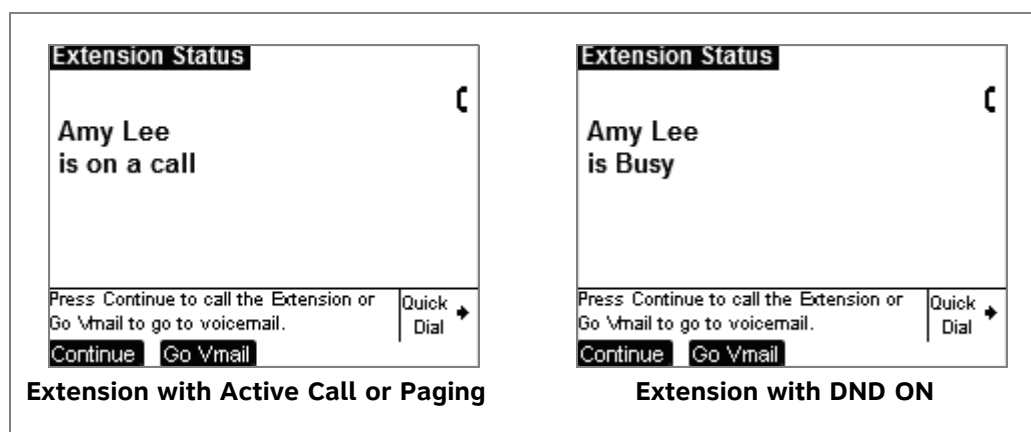 Extension Status
Amy Lee
is on a call
Press Continue to call the Extension or
Go Vmail to go to voicemail.
Quick
Dial
Continue Go Vmail
Extension with Active Call or Paging
Extension Status
Amy Lee
is Busy
Press Continue to call the Extension or
Go Vmail to go to voicemail.
Quick
Dial
Continue Go Vmail
Extension with DND ON